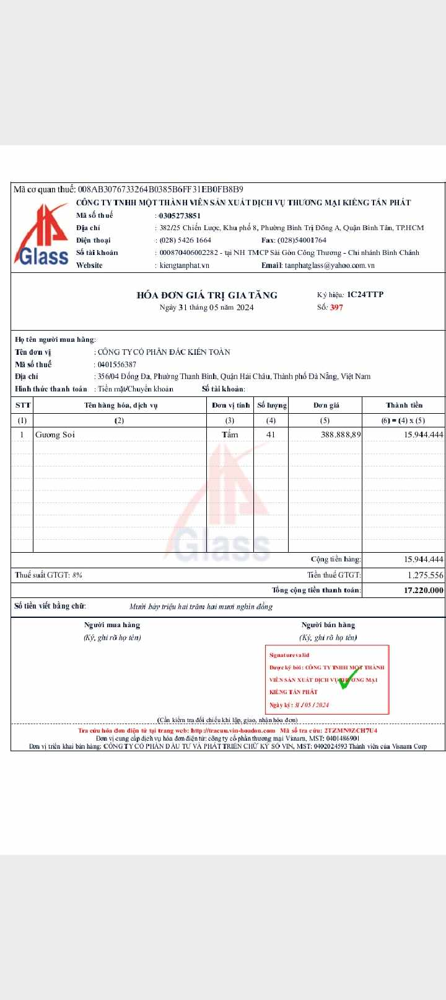 Mã cơ quan thuế: 008AB3076733264B0385B6FF31EB0FB8B9
CÔNG TY TNHH MỘT THÀNH VIÊN SẢN XUẤT DỊCH VỤ THƯƠNG MẠI KIẾNG TẤN PHÁT
Glass
Mã số thuế : 0305273851
Địa chỉ : 382/25 Chiến Lược, Khu phố 8, Phường Bình Trị Đông A, Quận Bình Tân, TP.HCM
Điện thoại : (028) 5426 1664 Fax: (028)54001764
Số tài khoản : 000870406002282 - tại NH TMCP Sài Gòn Công Thương - Chi nhánh Bình Chánh
Website : kiengtanphat.vn Email: tanphatglass@yahoo.com.vn
HÓA ĐƠN GIÁ TRỊ GIA TĂNG
Ký hiệu: 1C24TTP
Ngày 31 tháng 05 năm 2024
Số: 397
Họ tên người mua hàng:
Tên đơn vị : CÔNG TY CỔ PHẦN ĐẮC KIẾN TOÀN
Mã số thuế : 0401556387
Địa chỉ : 356/04 Đống Đa, Phường Thanh Bình, Quận Hải Châu, Thành phố Đà Nẵng, Việt Nam
Hình thức thanh toán : Tiền mặt/Chuyển khoản Số tài khoản:
STT Tên hàng hóa, dịch vụ Đơn vị tính Số lượng Đơn giá Thành tiền
(1) (2) (3) (4) (5) (6) = (4) x (5)
1 Gương Soi Tấm 41 388.888,89 15.944.444
Glass
Cộng tiền hàng: 15.944.444
Thuế suất GTGT: 8% Tiền thuế GTGT: 1.275.556
Tổng cộng tiền thanh toán: 17.220.000
Số tiền viết bằng chữ: Mười bảy triệu hai trăm hai mươi nghìn đồng
Người mua hàng Người bán hàng
(Ký, ghi rõ họ tên) (Ký, ghi rõ họ tên)
Signature valid
Được ký bởi : CÔNG TY TNHH MỘT THÀNH
VIÊN SẢN XUẤT DỊCH VỤ THƯƠNG MẠI
KIẾNG TẤN PHÁT
Ngày ký : 31 / 05 / 2024
(Cần kiểm tra đối chiếu khi lập, giao, nhận hóa đơn)
Tra cứu hóa đơn điện tử tại trang web: http://tracuu.vin-hoadon.com Mã số tra cứu: 2TZMN9ZCH7U4
Đơn vị cung cấp dịch vụ hóa đơn điện tử: công ty cổ phần thương mại Visnam, MST: 0401486901
Đơn vị triển khai bán hàng: CÔNG TY CỔ PHẦN ĐẦU TƯ VÀ PHÁT TRIỂN CHỮ KÝ SỐ VIN, MST: 0402024593 Thành viên của Visnam Corp